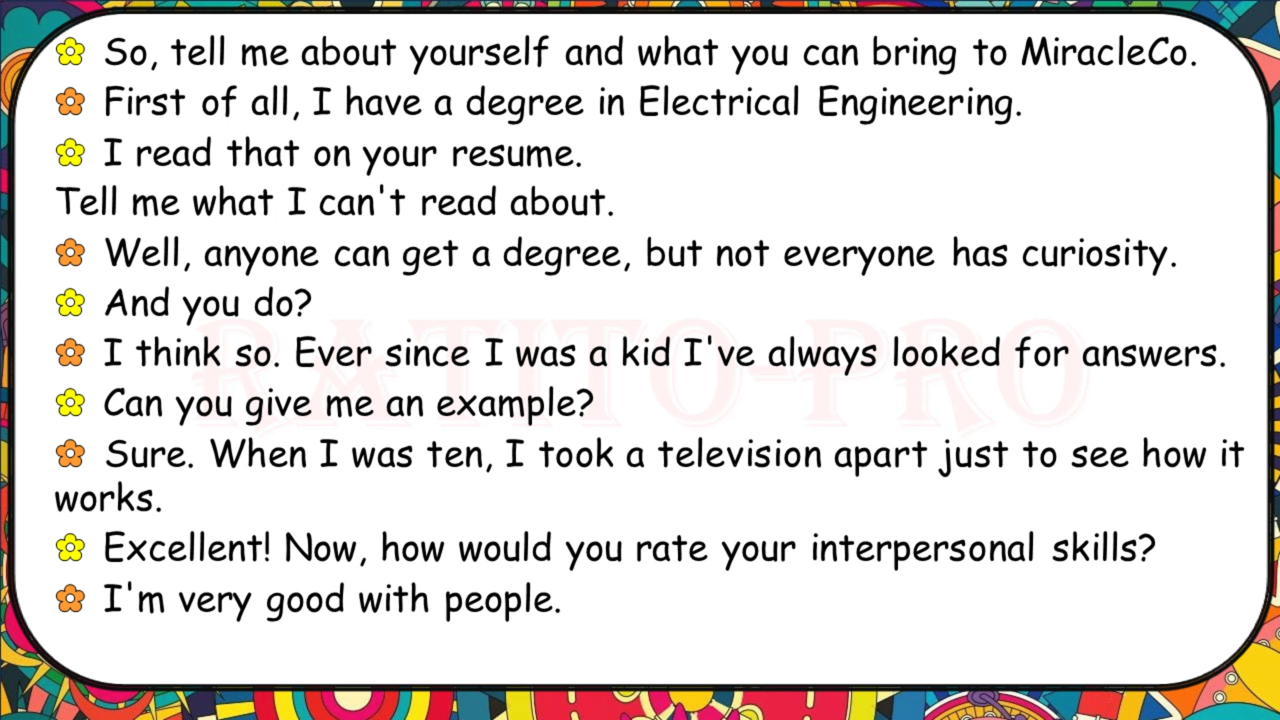 So, tell me about yourself and what you can bring to MiracleCo.
First of all, I have a degree in Electrical Engineering.
I read that on your resume.
Tell me what I can't read about.
Well, anyone can get a degree, but not everyone has curiosity.
And you do?
I think so. Ever since I was a kid I've always looked for answers.
Can you give me an example?
Sure. When I was ten, I took a television apart just to see how it
works.
Excellent! Now, how would you rate your interpersonal skills?
I'm very good with people.
RATITO-PRO